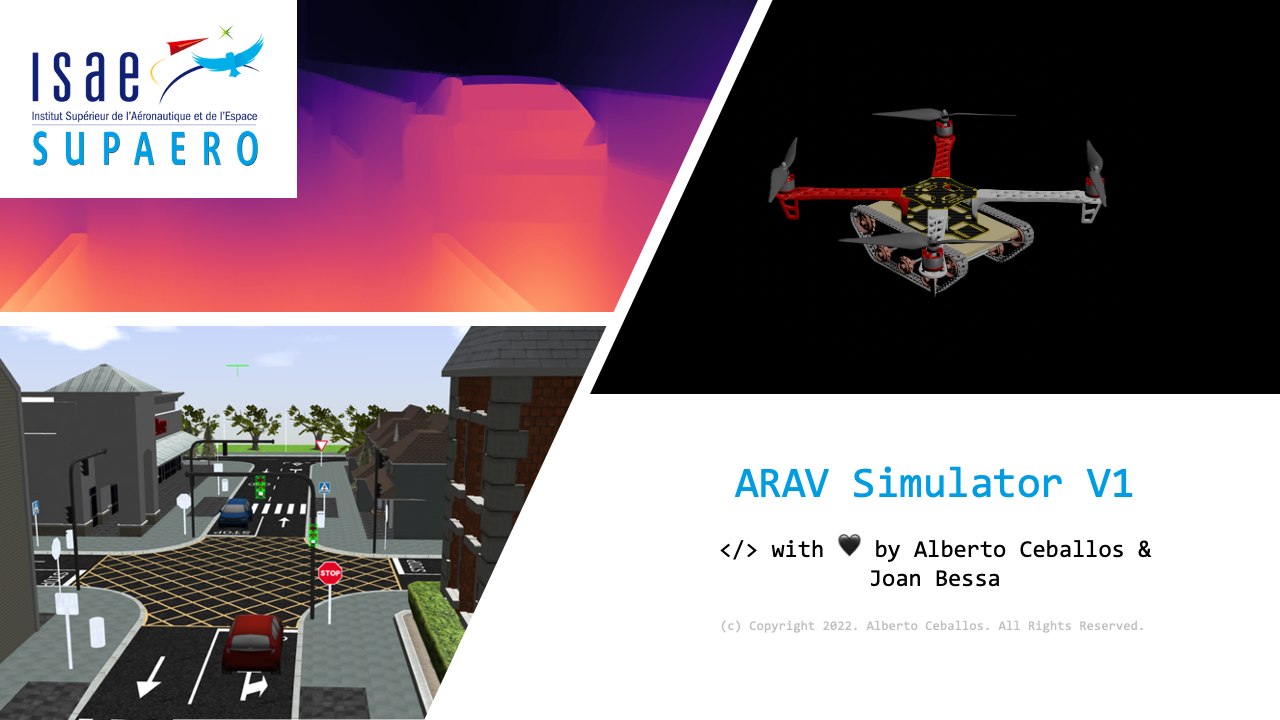 ISae
Institut Supérieur de l'Aéronautique et de l'Espace
SUPAERO
STOP
STOP
ARAV Simulator V1
</> with 🖤 by Alberto Ceballos &
Joan Bessa
(c) Copyright 2022. Alberto Ceballos. All Rights Reserved.